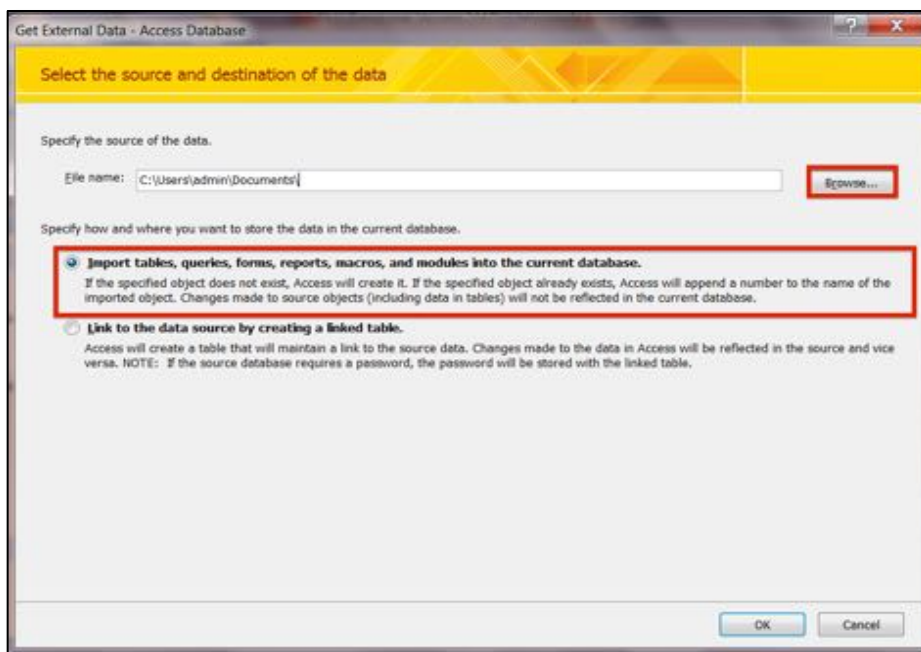 Get External Data - Access Database
Select the source and destination of the data
Specify the source of the data.
File name: C:\Users\admin\Documents\ Browse...
Specify how and where you want to store the data in the current database.
Import tables, queries, forms, reports, macros, and modules into the current database.
If the specified object does not exist, Access will create it. If the specified object already exists, Access will append a number to the name of the
imported object. Changes made to source objects (including data in tables) will not be reflected in the current database.
Link to the data source by creating a linked table.
Access will create a table that will maintain a link to the source data. Changes made to the data in Access will be reflected in the source and vice
versa. NOTE: If the source database requires a password, the password will be stored with the linked table.
OK Cancel